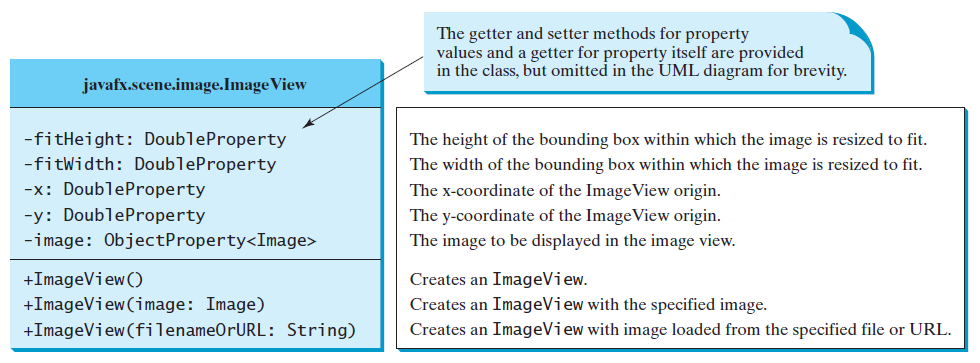 The getter and setter methods for property
values and a getter for property itself are provided
in the class, but omitted in the UML diagram for brevity.
javafx.scene.image.ImageView
-fitHeight: DoubleProperty
-fitWidth: DoubleProperty
-x: DoubleProperty
-y: DoubleProperty
-image: ObjectProperty<Image>
The height of the bounding box within which the image is resized to fit.
The width of the bounding box within which the image is resized to fit.
The x-coordinate of the ImageView origin.
The y-coordinate of the ImageView origin.
The image to be displayed in the image view.
+ImageView()
+ImageView(image: Image)
+ImageView(filenameOrURL: String)
Creates an ImageView.
Creates an ImageView with the specified image.
Creates an ImageView with image loaded from the specified file or URL.